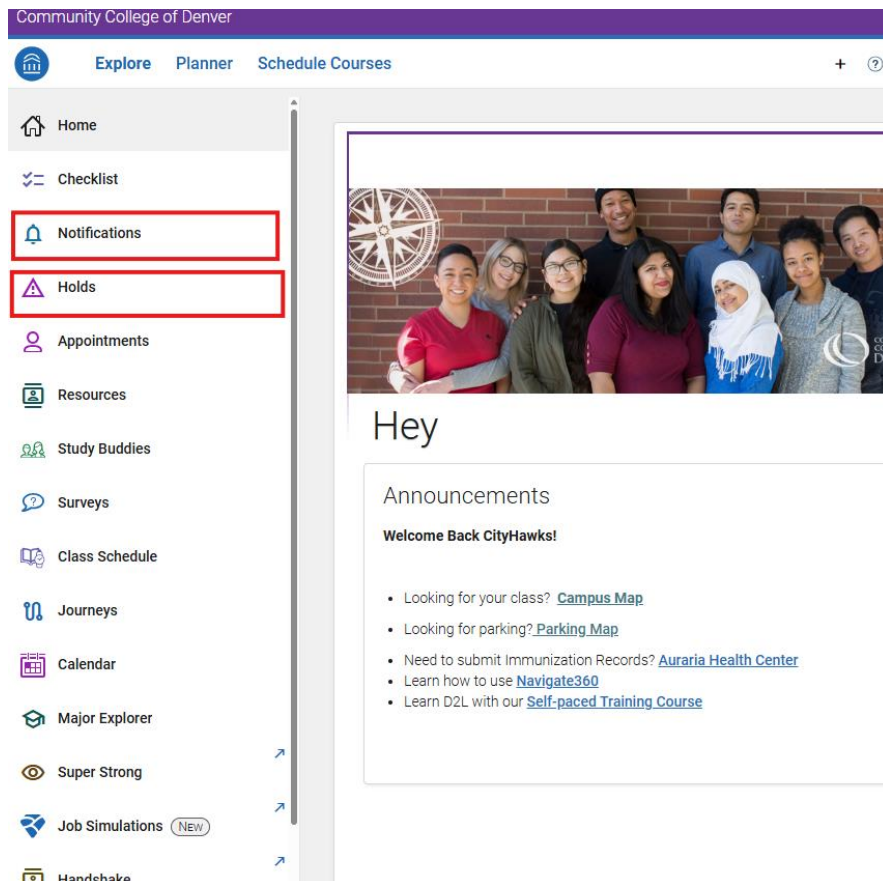 Community College of Denver
Explore Planner Schedule Courses
+ ?
Home
Checklist
Notifications
Holds
Appointments
Resources
Study Buddies
Surveys
Class Schedule
Journeys
Calendar
Major Explorer
Super Strong
Job Simulations New
Handshake
Hey
Announcements
Welcome Back CityHawks!
• Looking for your class? Campus Map
• Looking for parking? Parking Map
• Need to submit Immunization Records? Auraria Health Center
• Learn how to use Navigate360
• Learn D2L with our Self-paced Training Course